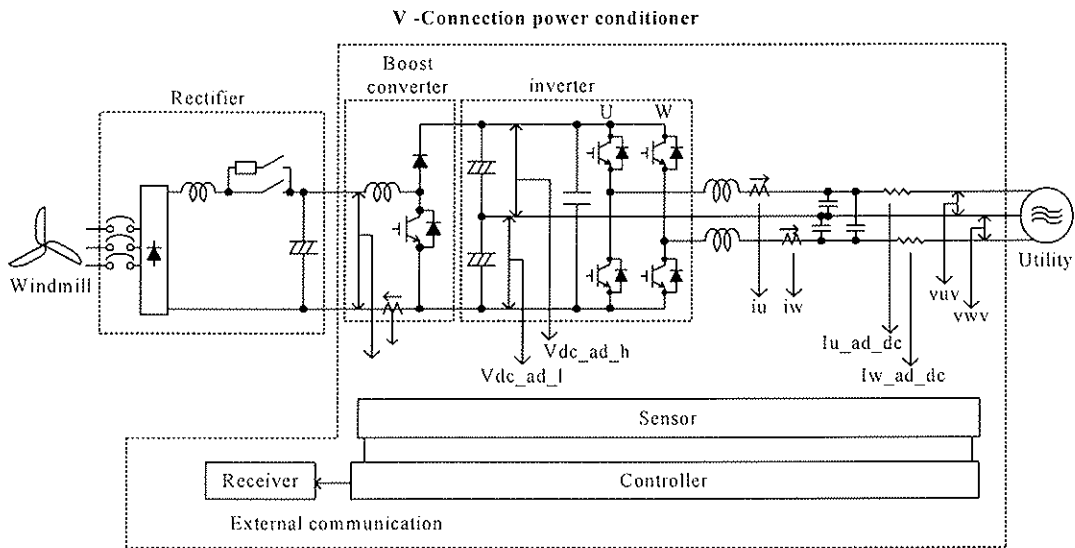 V -Connection power conditioner
Boost
converter
inverter
Rectifier
U
W
Windmill
Utility
iu
iw
vuv
vwv
Iu_ad_dc
Iw_ad_dc
Vdc_ad_h
Vdc_ad_l
Sensor
Receiver
Controller
External communication